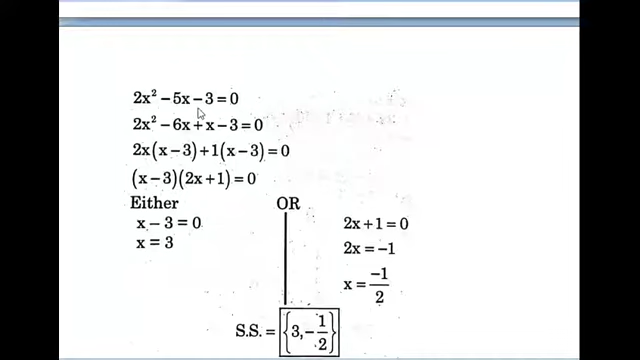 2x² − 5x − 3 = 0
2x² − 6x + x − 3 = 0
2x(x − 3) + 1(x − 3) = 0
(x − 3)(2x + 1) = 0
Either OR
x − 3 = 0
x = 3
2x + 1 = 0
2x = −1
x = −1/2
S.S. = {3, −1/2}